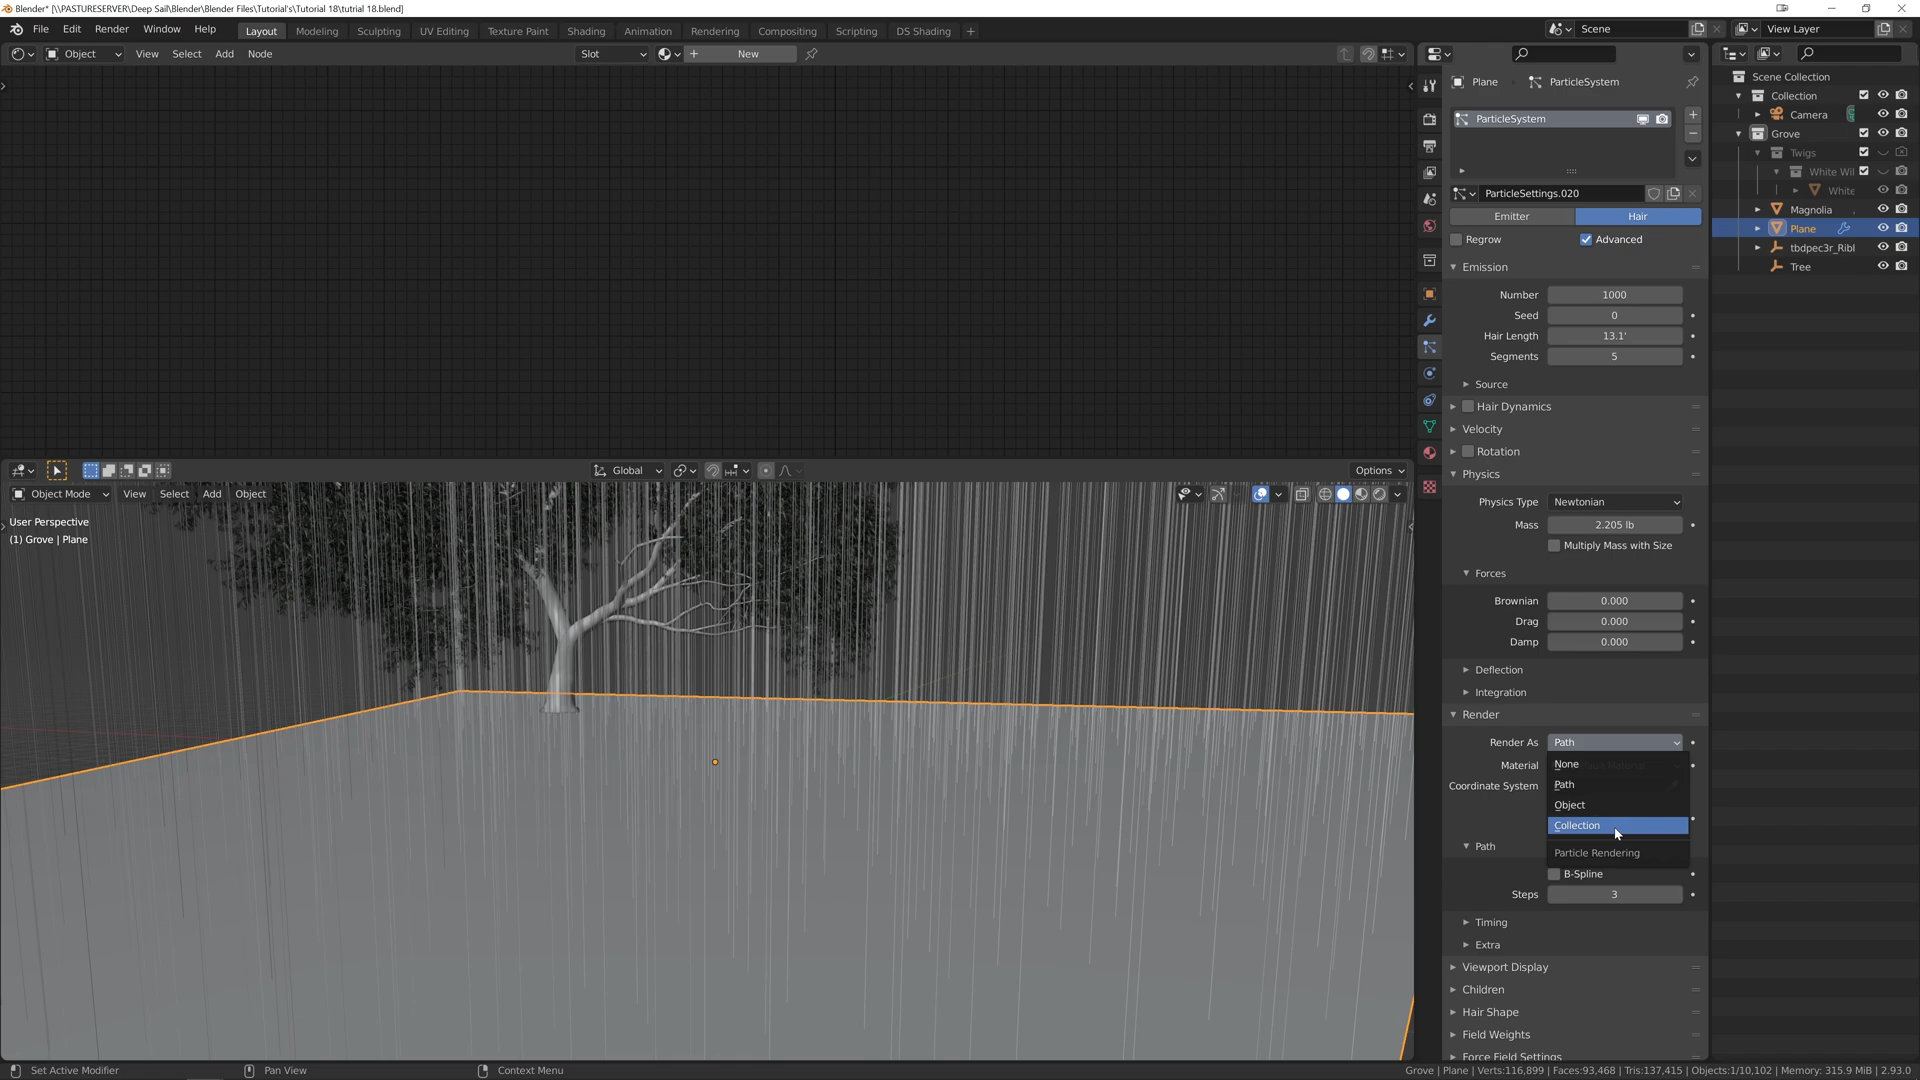 Blender* [\\PASTURESERVER\Deep Sail\Blender\Blender Files\Tutorial's\Tutorial 18\tutrial 18.blend]
File Edit Render Window Help Layout Modeling Sculpting UV Editing Texture Paint Shading Animation Rendering Compositing Scripting DS Shading + Scene View Layer
Object View Select Add Node Slot New
Plane ParticleSystem
ParticleSystem
ParticleSettings.020
Emitter Hair
Regrow Advanced
Emission
Number 1000
Seed 0
Hair Length 13.1'
Segments 5
Source
Hair Dynamics
Velocity
Rotation
Physics
Physics Type Newtonian
Mass 2.205 lb
Multiply Mass with Size
Forces
Brownian 0.000
Drag 0.000
Damp 0.000
Deflection
Integration
Render
Render As Path
Material
Coordinate System
None
Path
Object
Collection
Particle Rendering
Path
B-Spline
Steps 3
Timing
Extra
Viewport Display
Children
Hair Shape
Field Weights
Force Field Settings
Scene Collection
Collection
Camera
Grove
Twigs
White Wil
White
Magnolia
Plane
tbdpec3r_Ribl
Tree
Global Options
Object Mode View Select Add Object
User Perspective
(1) Grove | Plane
Set Active Modifier Pan View Context Menu Grove | Plane | Verts:116,899 | Faces:93,468 | Tris:137,415 | Objects:1/10,102 | Memory: 315.9 MiB | 2.93.0